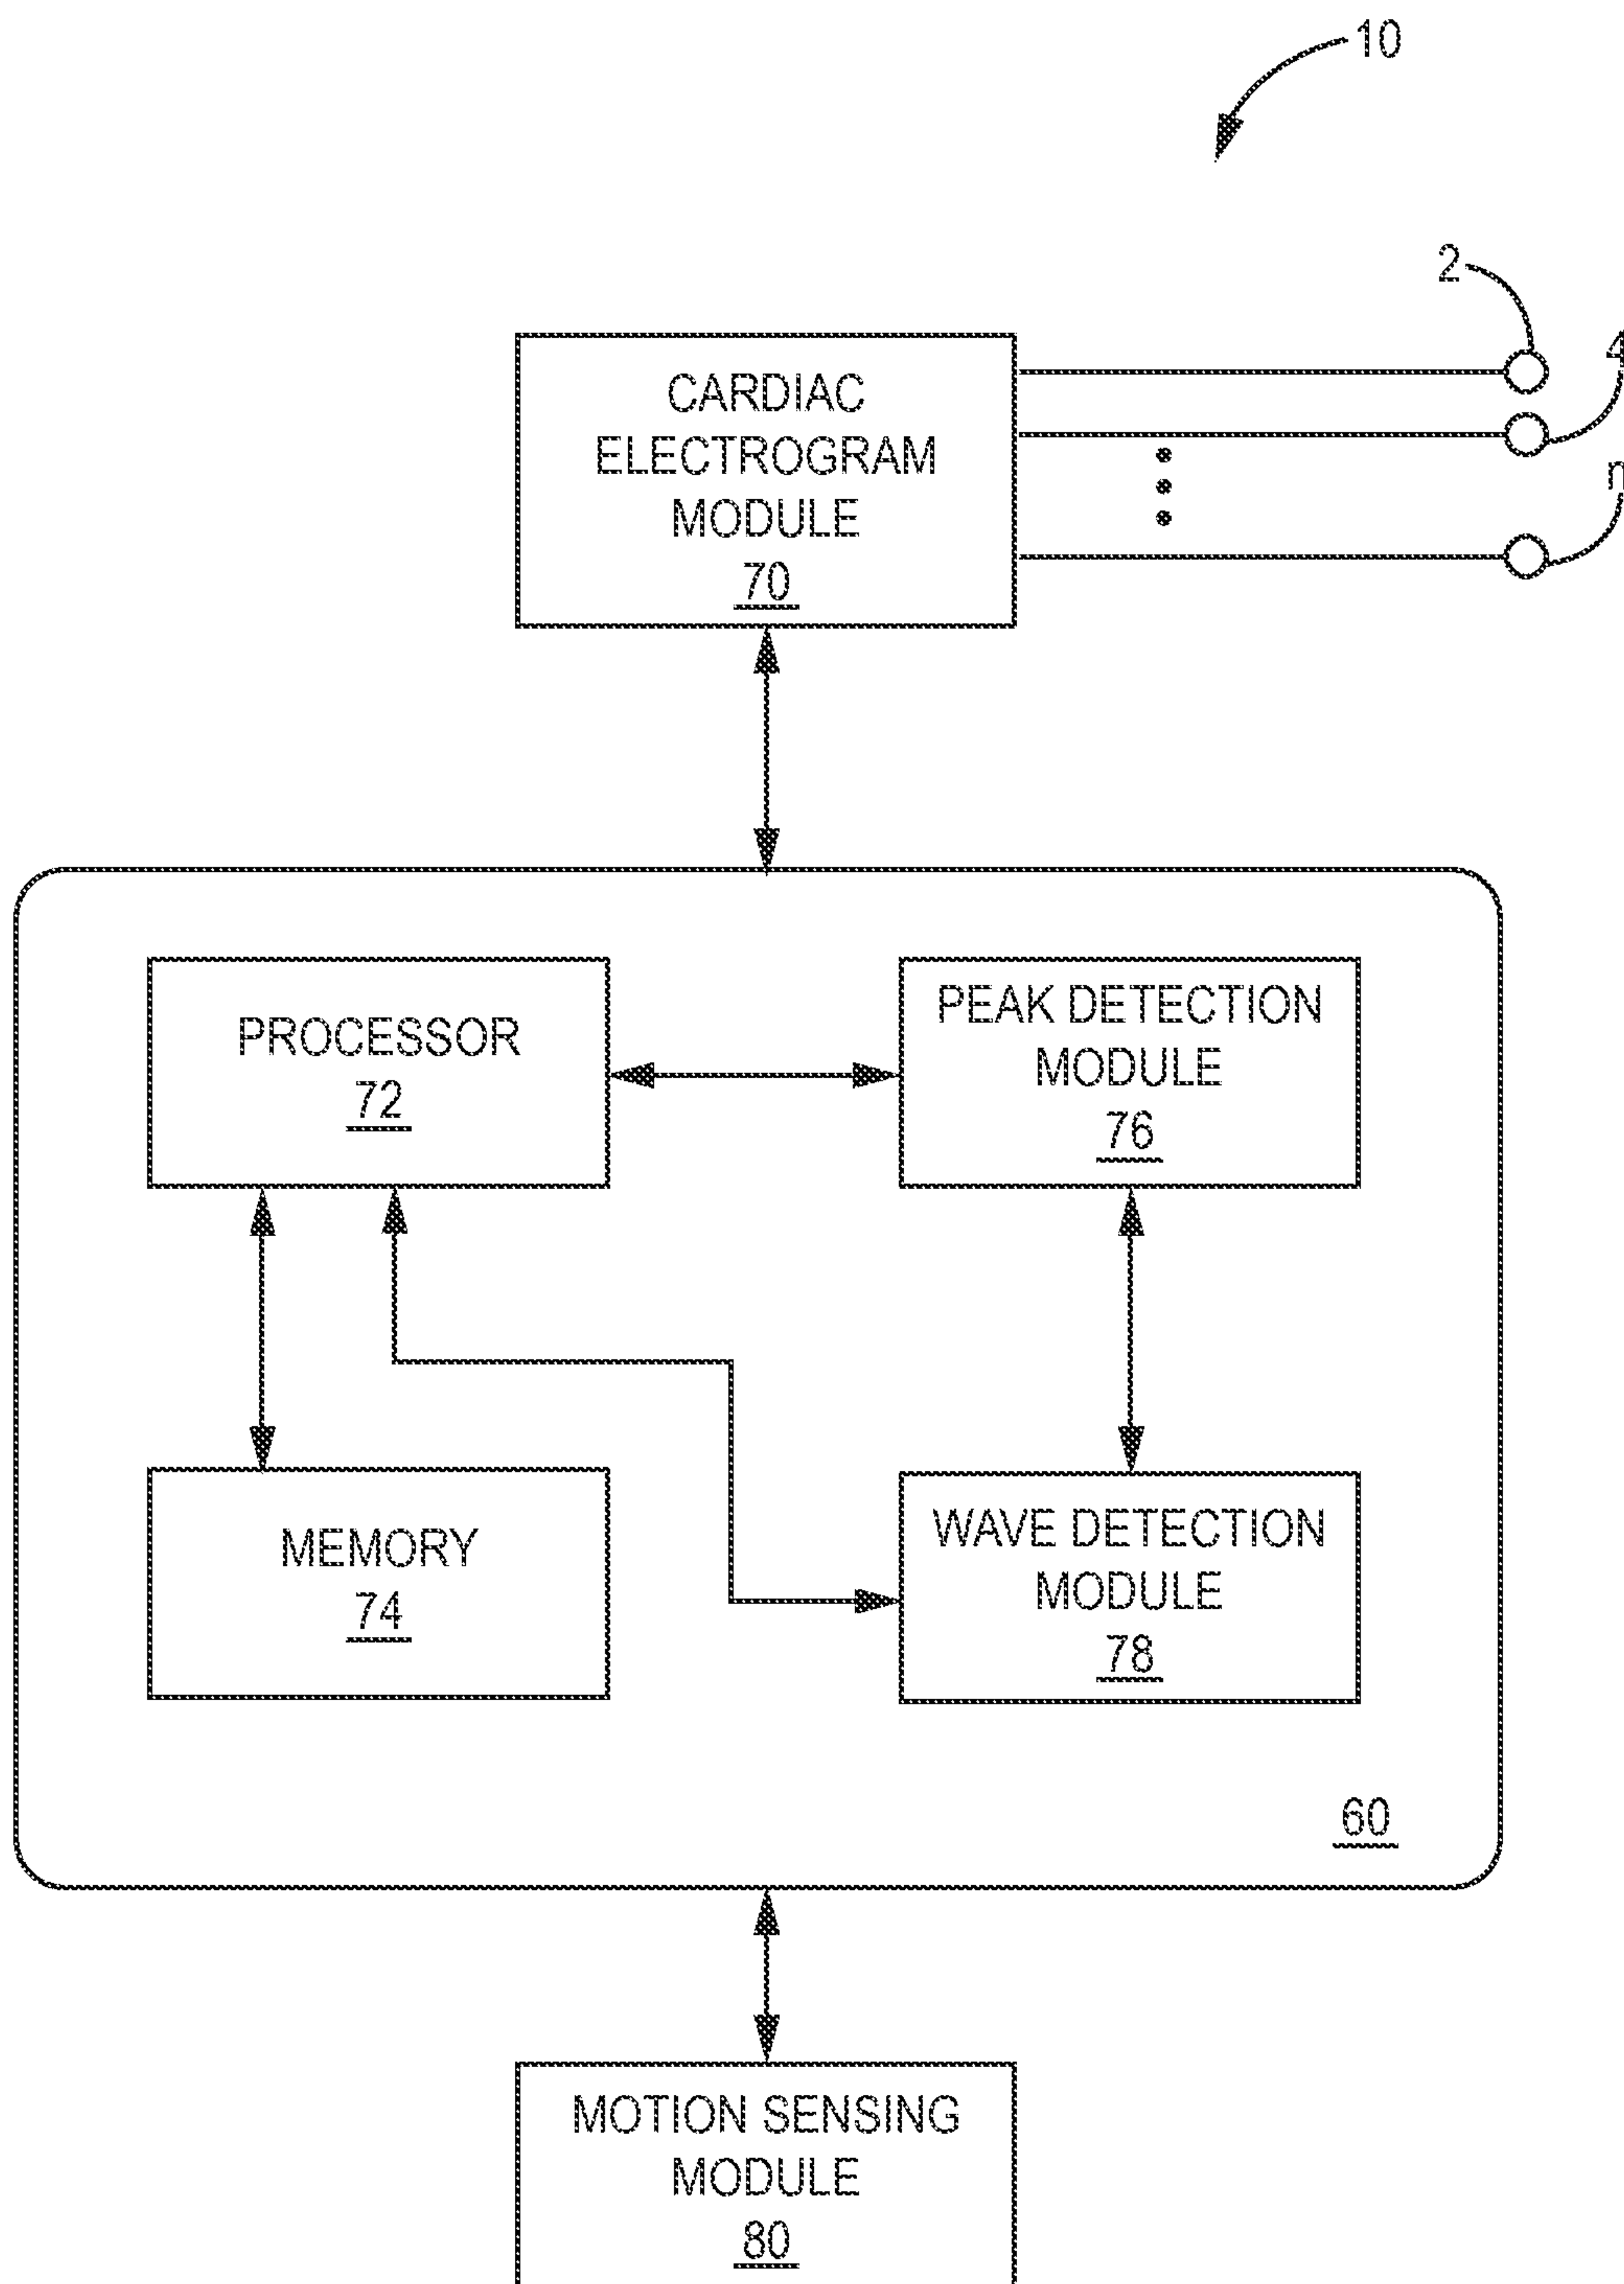 10
2
4
n
CARDIAC
ELECTROGRAM
MODULE
70
PROCESSOR
72
PEAK DETECTION
MODULE
76
MEMORY
74
WAVE DETECTION
MODULE
78
60
MOTION SENSING
MODULE
80